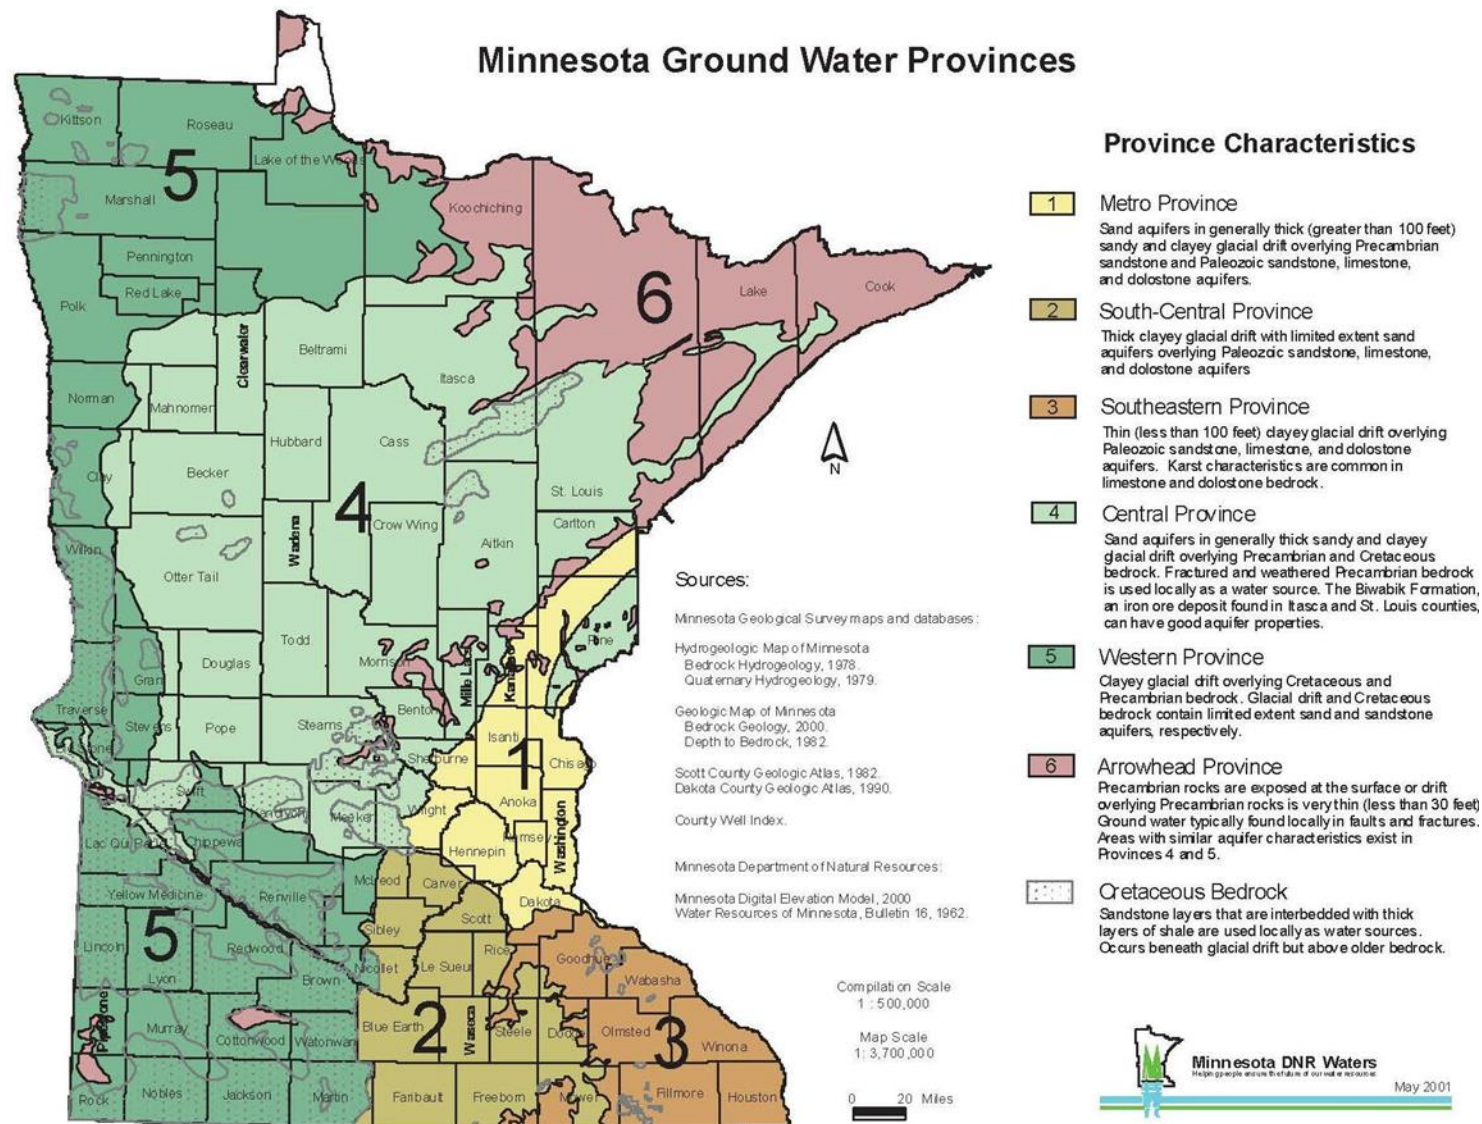 Minnesota Ground Water Provinces
Province Characteristics
1 Metro Province
Sand aquifers in generally thick (greater than 100 feet)
sandy and clayey glacial drift overlying Precambrian
sandstone and Paleozoic sandstone, limestone,
and dolostone aquifers.
2 South-Central Province
Thick clayey glacial drift with limited extent sand
aquifers overlying Paleozoic sandstone, limestone,
and dolostone aquifers
3 Southeastern Province
Thin (less than 100 feet) clayey glacial drift overlying
Paleozoic sandstone, limestone, and dolostone
aquifers. Karst characteristics are common in
limestone and dolostone bedrock.
4 Central Province
Sand aquifers in generally thick sandy and clayey
glacial drift overlying Precambrian and Cretaceous
bedrock. Fractured and weathered Precambrian bedrock
is used locally as a water source. The Biwabik Formation,
an iron ore deposit found in Itasca and St. Louis counties,
can have good aquifer properties.
5 Western Province
Clayey glacial drift overlying Cretaceous and
Precambrian bedrock. Glacial drift and Cretaceous
bedrock contain limited extent sand and sandstone
aquifers, respectively.
6 Arrowhead Province
Precambrian rocks are exposed at the surface or drift
overlying Precambrian rocks is very thin (less than 30 feet)
Ground water typically found locally in faults and fractures.
Areas with similar aquifer characteristics exist in
Provinces 4 and 5.
Cretaceous Bedrock
Sandstone layers that are interbedded with thick
layers of shale are used locally as water sources.
Occurs beneath glacial drift but above older bedrock.
Kittson
Roseau
Lake of the Woods
5
Marshall
Koochiching
Pennington
Red Lake
Polk
6
Lake
Cook
Clearwater
Beltrami
Itasca
Norman
Mahnomen
Hubbard
Cass
Clay
Becker
St. Louis
N
4
Wadena
Crow Wing
Carlton
Aitkin
Wilkin
Otter Tail
Todd
Pine
Douglas
Morrison
Mille Lacs
Kanabec
Grant
Traverse
Stevens
Pope
Stearns
Benton
Isanti
Big Stone
Sherburne
1
Chisago
Swift
Kandiyohi
Meeker
Wright
Anoka
Washington
Lac Qui Parle
Chippewa
Hennepin
Ramsey
McLeod
Carver
Yellow Medicine
Renville
Dakota
Scott
Sibley
Lincoln
5
Lyon
Redwood
Brown
Nicollet
Le Sueur
Rice
Goodhue
Wabasha
Pipestone
Murray
Cottonwood
Watonwan
Blue Earth
2
Waseca
Steele
Dodge
Olmsted
3
Winona
Rock
Nobles
Jackson
Martin
Faribault
Freeborn
Mower
Fillmore
Houston
Sources:
Minnesota Geological Survey maps and databases:
Hydrogeologic Map of Minnesota
Bedrock Hydrogeology, 1978.
Quaternary Hydrogeology, 1979.
Geologic Map of Minnesota
Bedrock Geology, 2000.
Depth to Bedrock, 1982.
Scott County Geologic Atlas, 1982.
Dakota County Geologic Atlas, 1990.
County Well Index.
Minnesota Department of Natural Resources:
Minnesota Digital Elevation Model, 2000
Water Resources of Minnesota, Bulletin 16, 1962.
Compilation Scale
1 : 500,000
Map Scale
1: 3,700,000
0 20 Miles
Minnesota DNR Waters
Helping people ensure the future of our water resources
May 2001